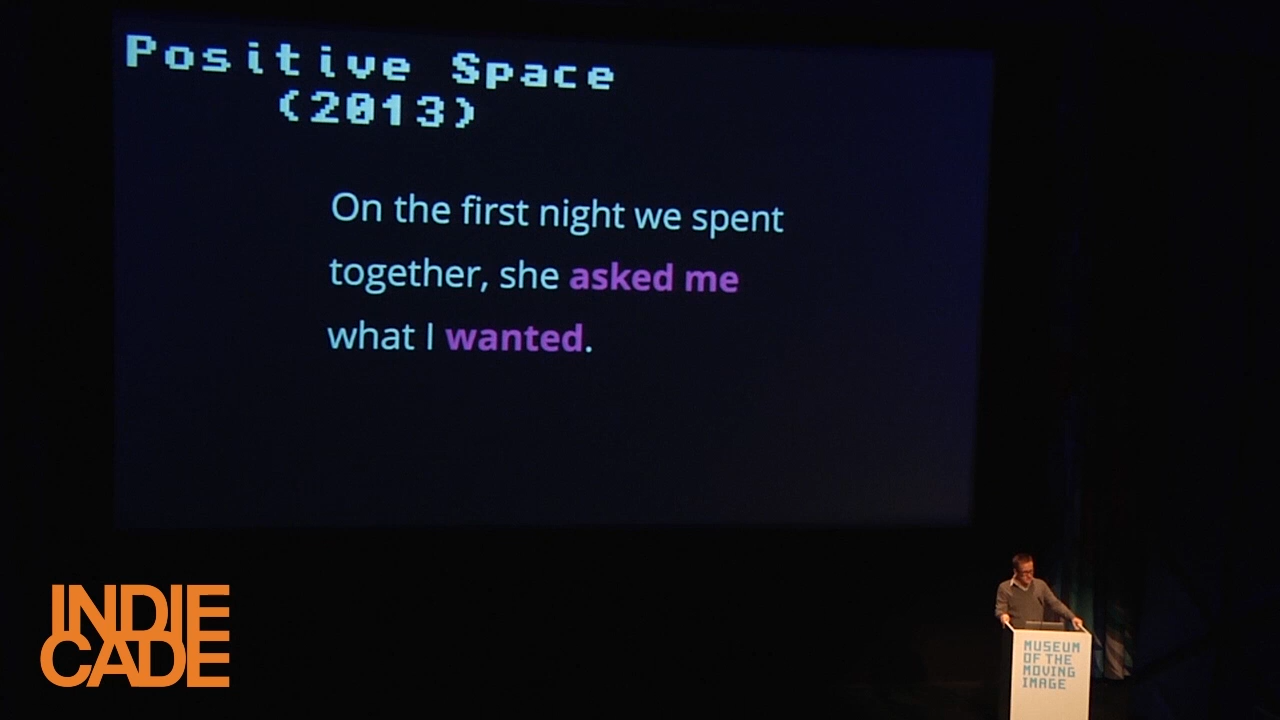 Positive Space
(2013)
On the first night we spent
together, she asked me
what I wanted.
INDIE
CADE
MUSEUM
OF THE
MOVING
IMAGE